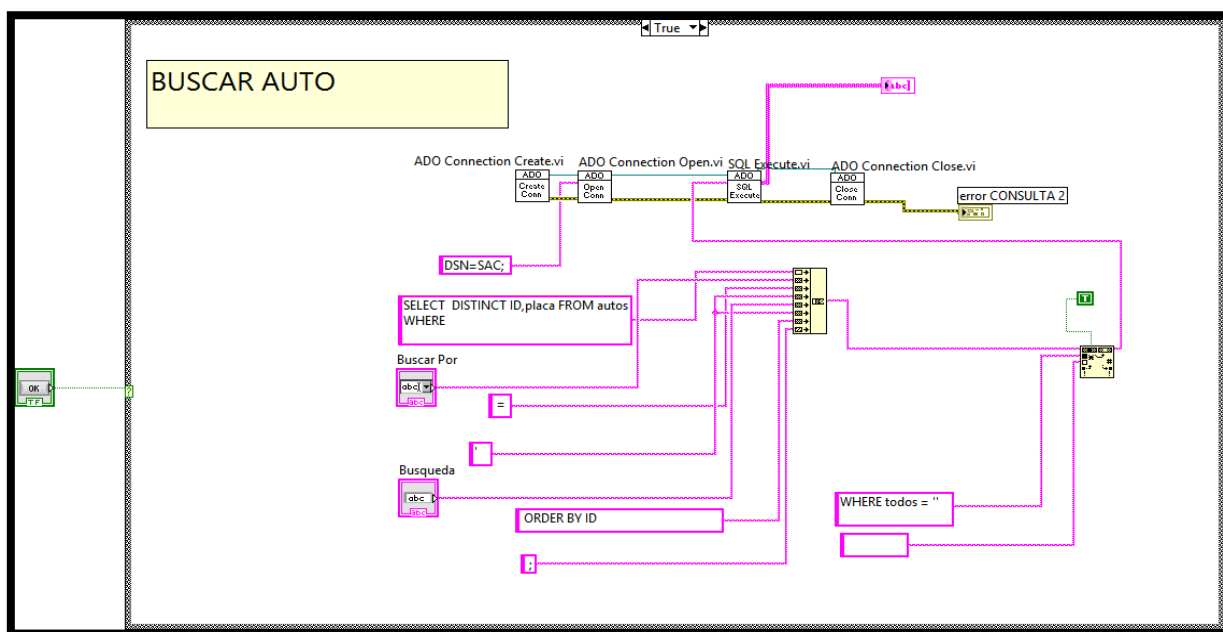 True
BUSCAR AUTO
abc
ADO Connection Create.vi
ADO Connection Open.vi
SQL Execute.vi
ADO Connection Close.vi
ADO
Create
Conn
ADO
Open
Conn
ADO
SQL
Execute
ADO
Close
Conn
error CONSULTA 2
DSN=SAC;
SELECT  DISTINCT ID,placa FROM autos
WHERE
T
Buscar Por
abc
abc
OK
TF
?
=
'
Busqueda
abc
abc
WHERE todos = ''
ORDER BY ID
;